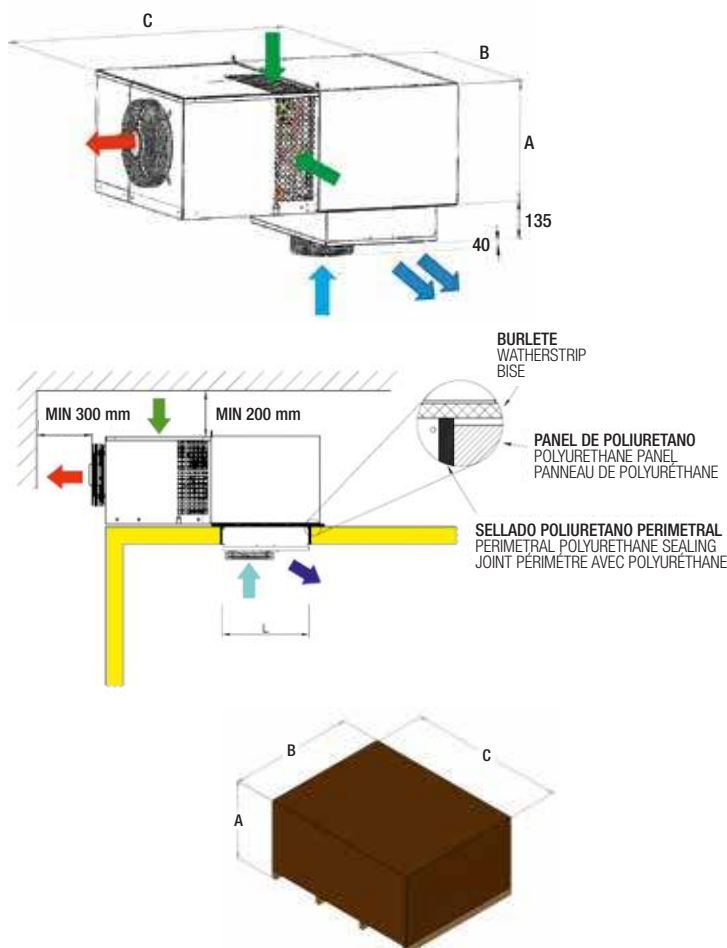 C
B
A
135
40
BURLETE
WATHERSTRIP
BISE
MIN 300 mm
MIN 200 mm
PANEL DE POLIURETANO
POLYURETHANE PANEL
PANNEAU DE POLYURÉTHANE
SELLADO POLIURETANO PERIMETRAL
PERIMETRAL POLYURETHANE SEALING
JOINT PÉRIMÉTRE AVEC POLYURÉTHANE
L
B
C
A